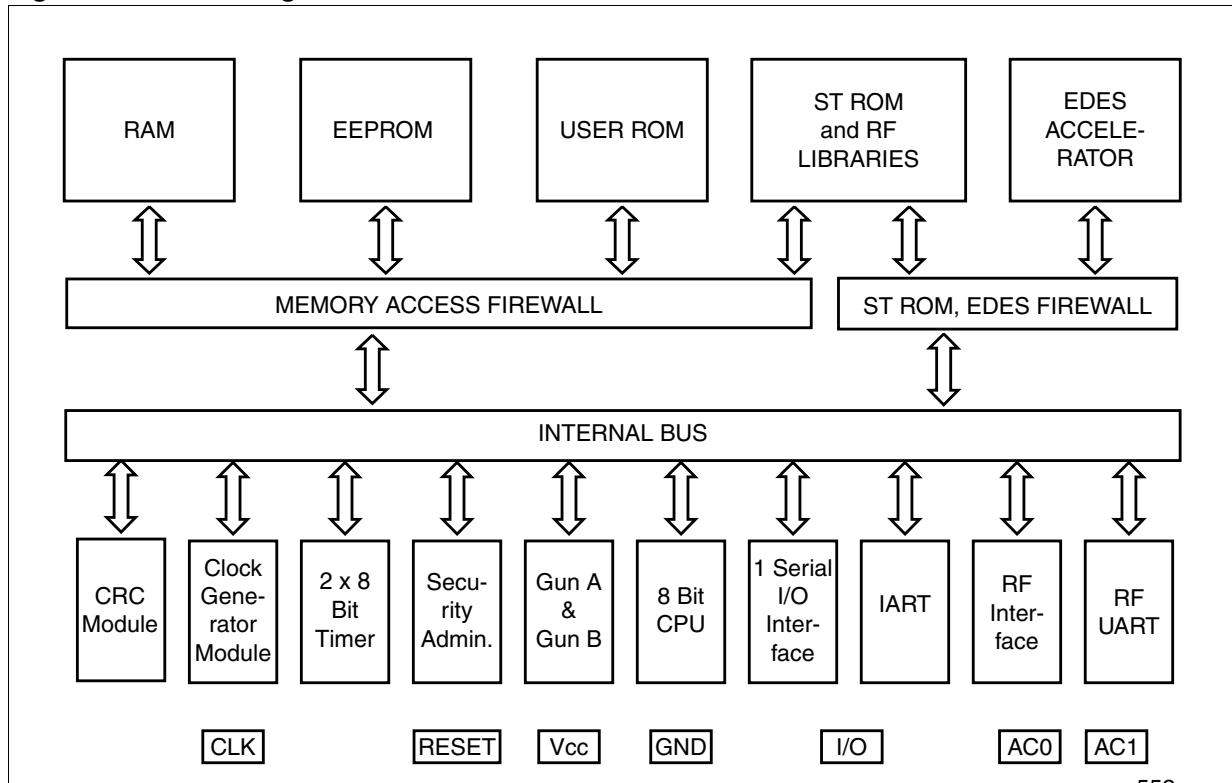 RAM
EEPROM
USER ROM
ST ROM
and RF
LIBRARIES
EDES
ACCELE-
RATOR
MEMORY ACCESS FIREWALL
ST ROM, EDES FIREWALL
INTERNAL BUS
CRC
Module
Clock
Gene-
rator
Module
2 x 8
Bit
Timer
Secu-
rity
Admin.
Gun A
&
Gun B
8 Bit
CPU
1 Serial
I/O
Inter-
face
IART
RF
Inter-
face
RF
UART
CLK
RESET
Vcc
GND
I/O
AC0
AC1